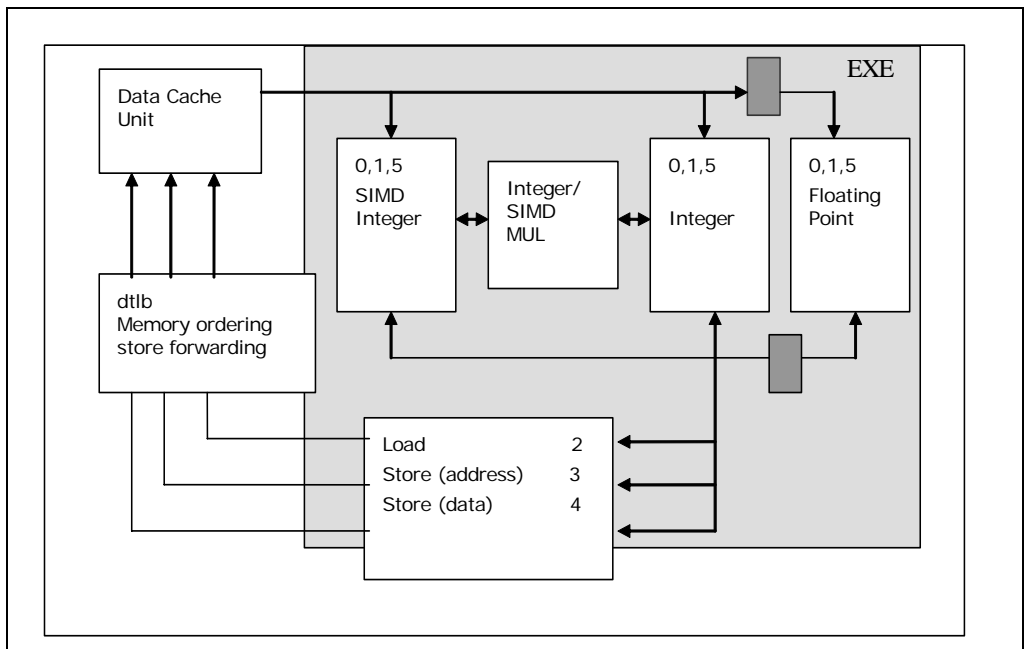 EXE
Data Cache
Unit
0,1,5
SIMD
Integer
Integer/
SIMD
MUL
0,1,5
Integer
0,1,5
Floating
Point
dtlb
Memory ordering
store forwarding
Load 2
Store (address) 3
Store (data) 4